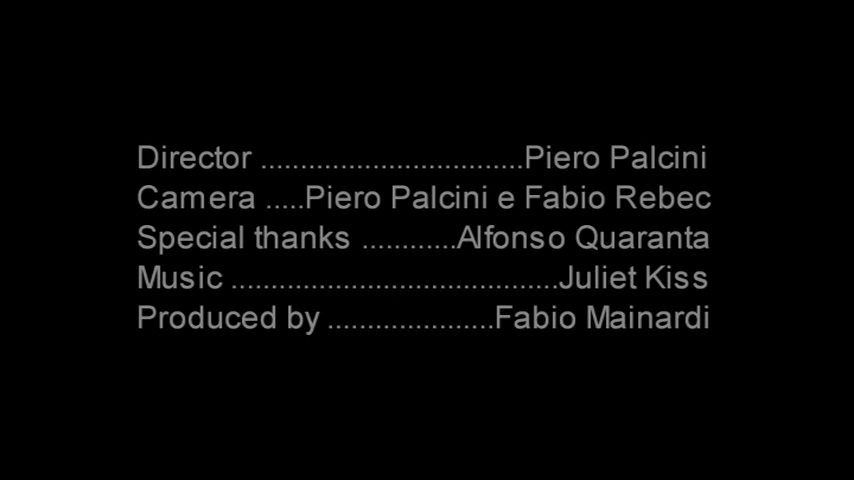 Director .................................Piero Palcini
Camera .....Piero Palcini e Fabio Rebec
Special thanks ............Alfonso Quaranta
Music .........................................Juliet Kiss
Produced by .....................Fabio Mainardi